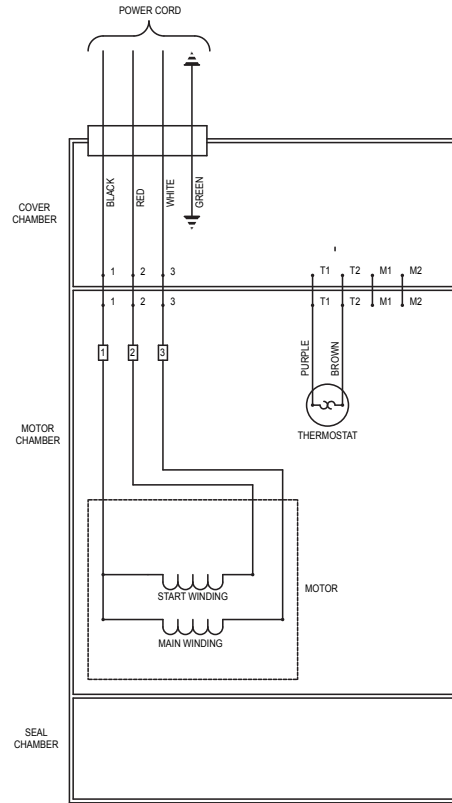 POWER CORD
BLACK
RED
WHITE
GREEN
COVER
CHAMBER
1 2 3 T1 T2 M1 M2
1 2 3 T1 T2 M1 M2
1 2 3
PURPLE
BROWN
THERMOSTAT
MOTOR
CHAMBER
START WINDING
MOTOR
MAIN WINDING
SEAL
CHAMBER